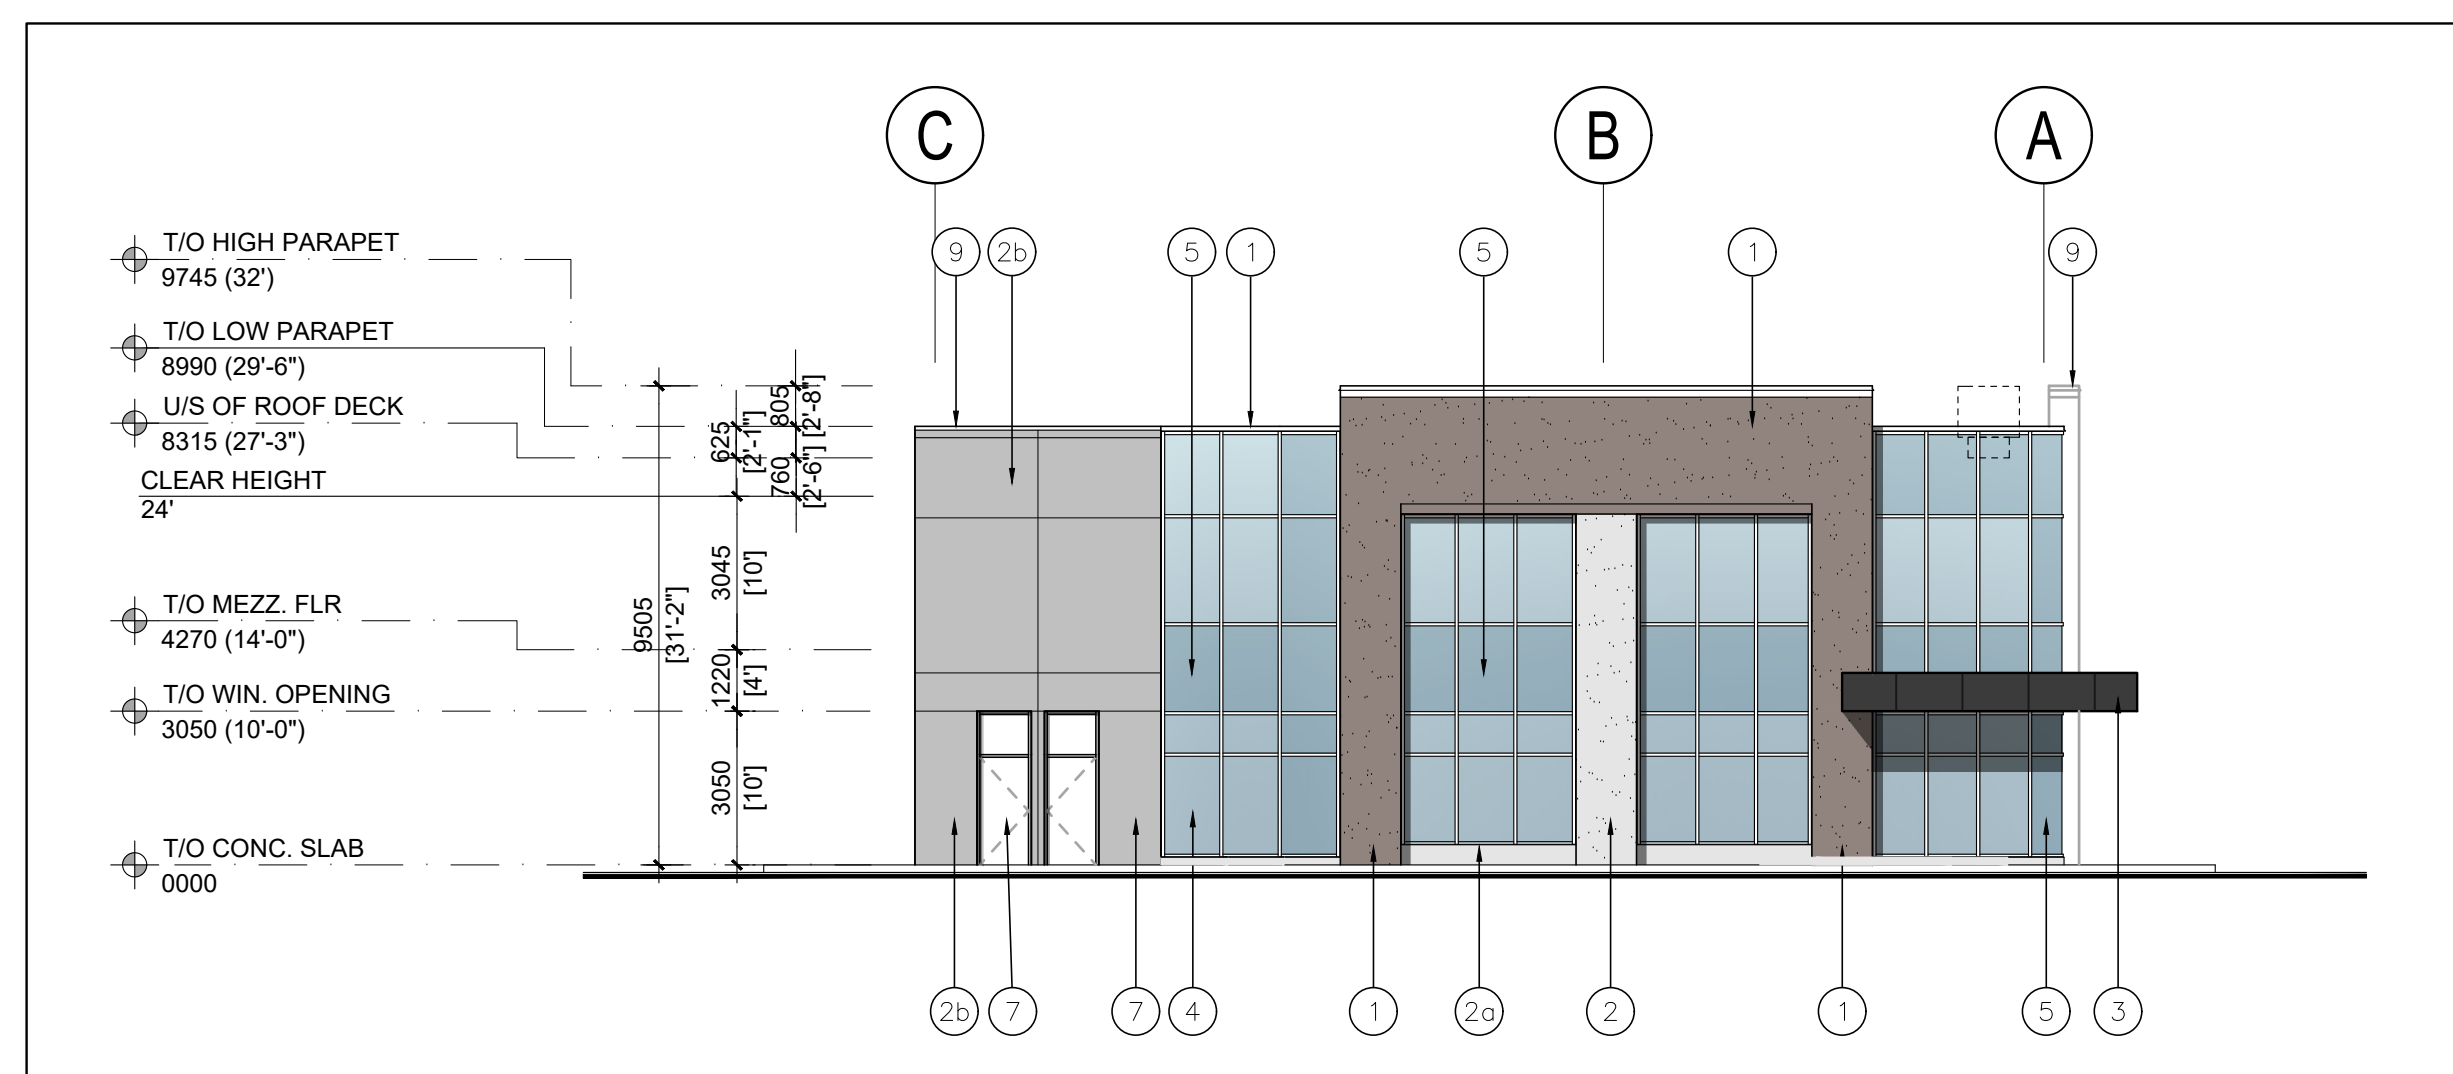 C
B
A
9
2b
5
1
5
1
9
T/O HIGH PARAPET
9745 (32')
T/O LOW PARAPET
8990 (29'-6")
U/S OF ROOF DECK
8315 (27'-3")
CLEAR HEIGHT
24'
T/O MEZZ. FLR
4270 (14'-0")
T/O WIN. OPENING
3050 (10'-0")
T/O CONC. SLAB
0000
9505
[31'-2"]
625
[2'-1"]
805
[2'-8"]
760
[2'-6"]
3045
[10']
1220
[4']
3050
[10']
2b
7
7
4
1
2a
2
1
5
3